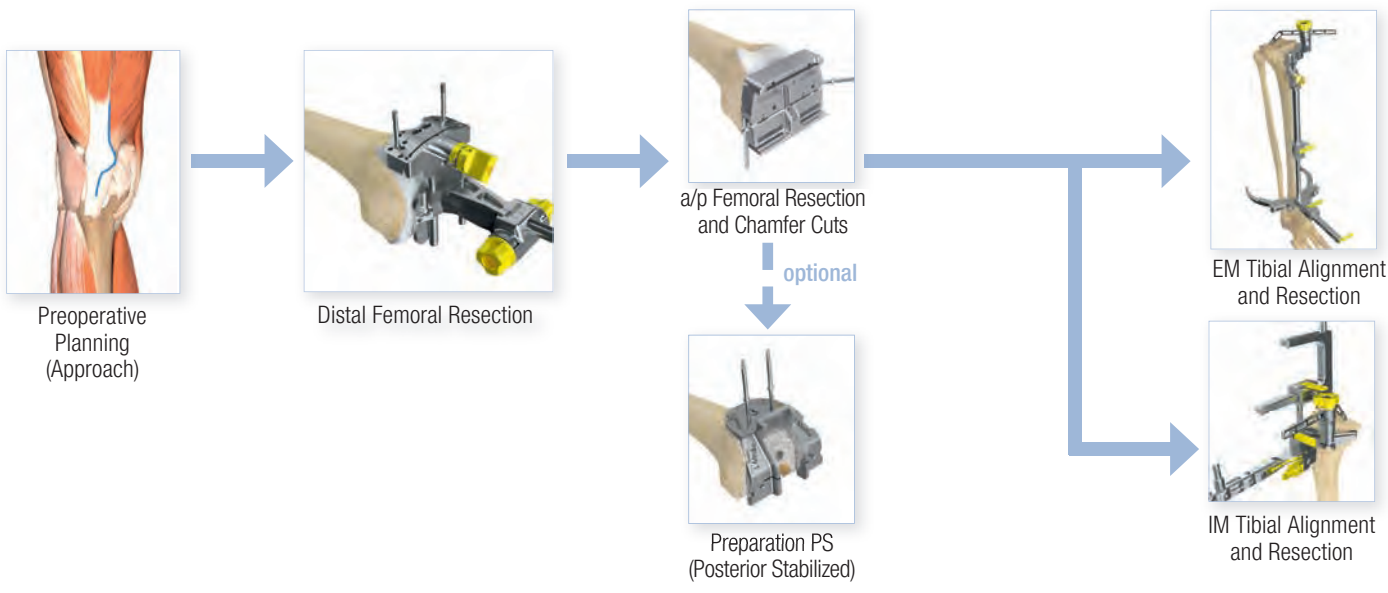 Preoperative
Planning
(Approach)
Distal Femoral Resection
a/p Femoral Resection
and Chamfer Cuts
optional
Preparation PS
(Posterior Stabilized)
EM Tibial Alignment
and Resection
IM Tibial Alignment
and Resection